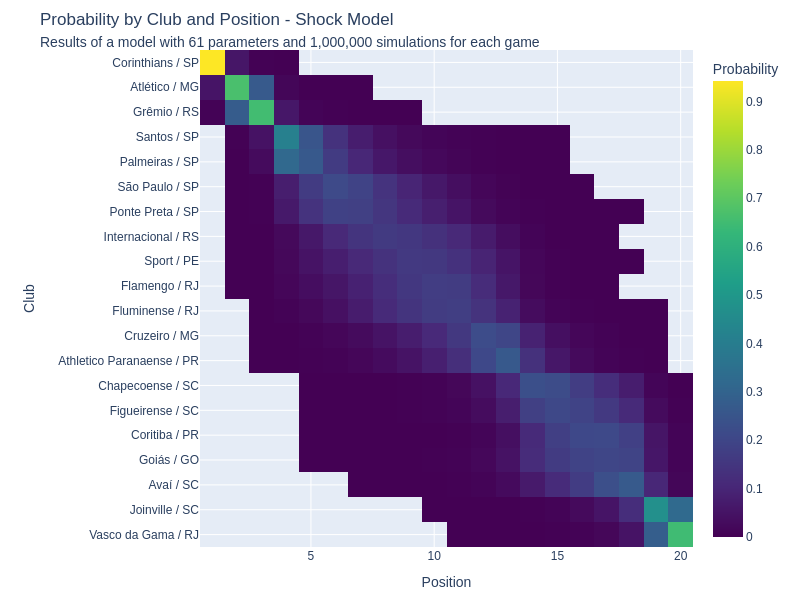 Probability by Club and Position - Shock Model
Results of a model with 61 parameters and 1,000,000 simulations for each game
Probability
Corinthians / SP
Atlético / MG
Grêmio / RS
Santos / SP
Palmeiras / SP
São Paulo / SP
Ponte Preta / SP
Internacional / RS
Sport / PE
Flamengo / RJ
Fluminense / RJ
Cruzeiro / MG
Athletico Paranaense / PR
Chapecoense / SC
Figueirense / SC
Coritiba / PR
Goiás / GO
Avaí / SC
Joinville / SC
Vasco da Gama / RJ
Club
5
10
15
20
Position
0.9
0.8
0.7
0.6
0.5
0.4
0.3
0.2
0.1
0